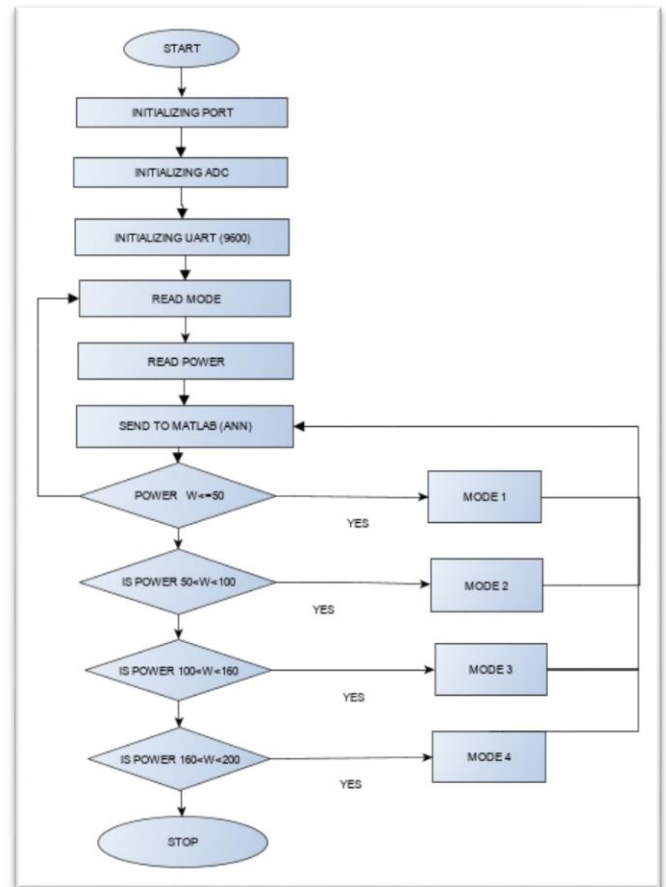 START
INITIALIZING PORT
INITIALIZING ADC
INITIALIZING UART (9600)
READ MODE
READ POWER
SEND TO MATLAB (ANN)
POWER W<=50
YES
MODE 1
IS POWER 50<W<100
YES
MODE 2
IS POWER 100<W<160
YES
MODE 3
IS POWER 160<W<200
YES
MODE 4
STOP